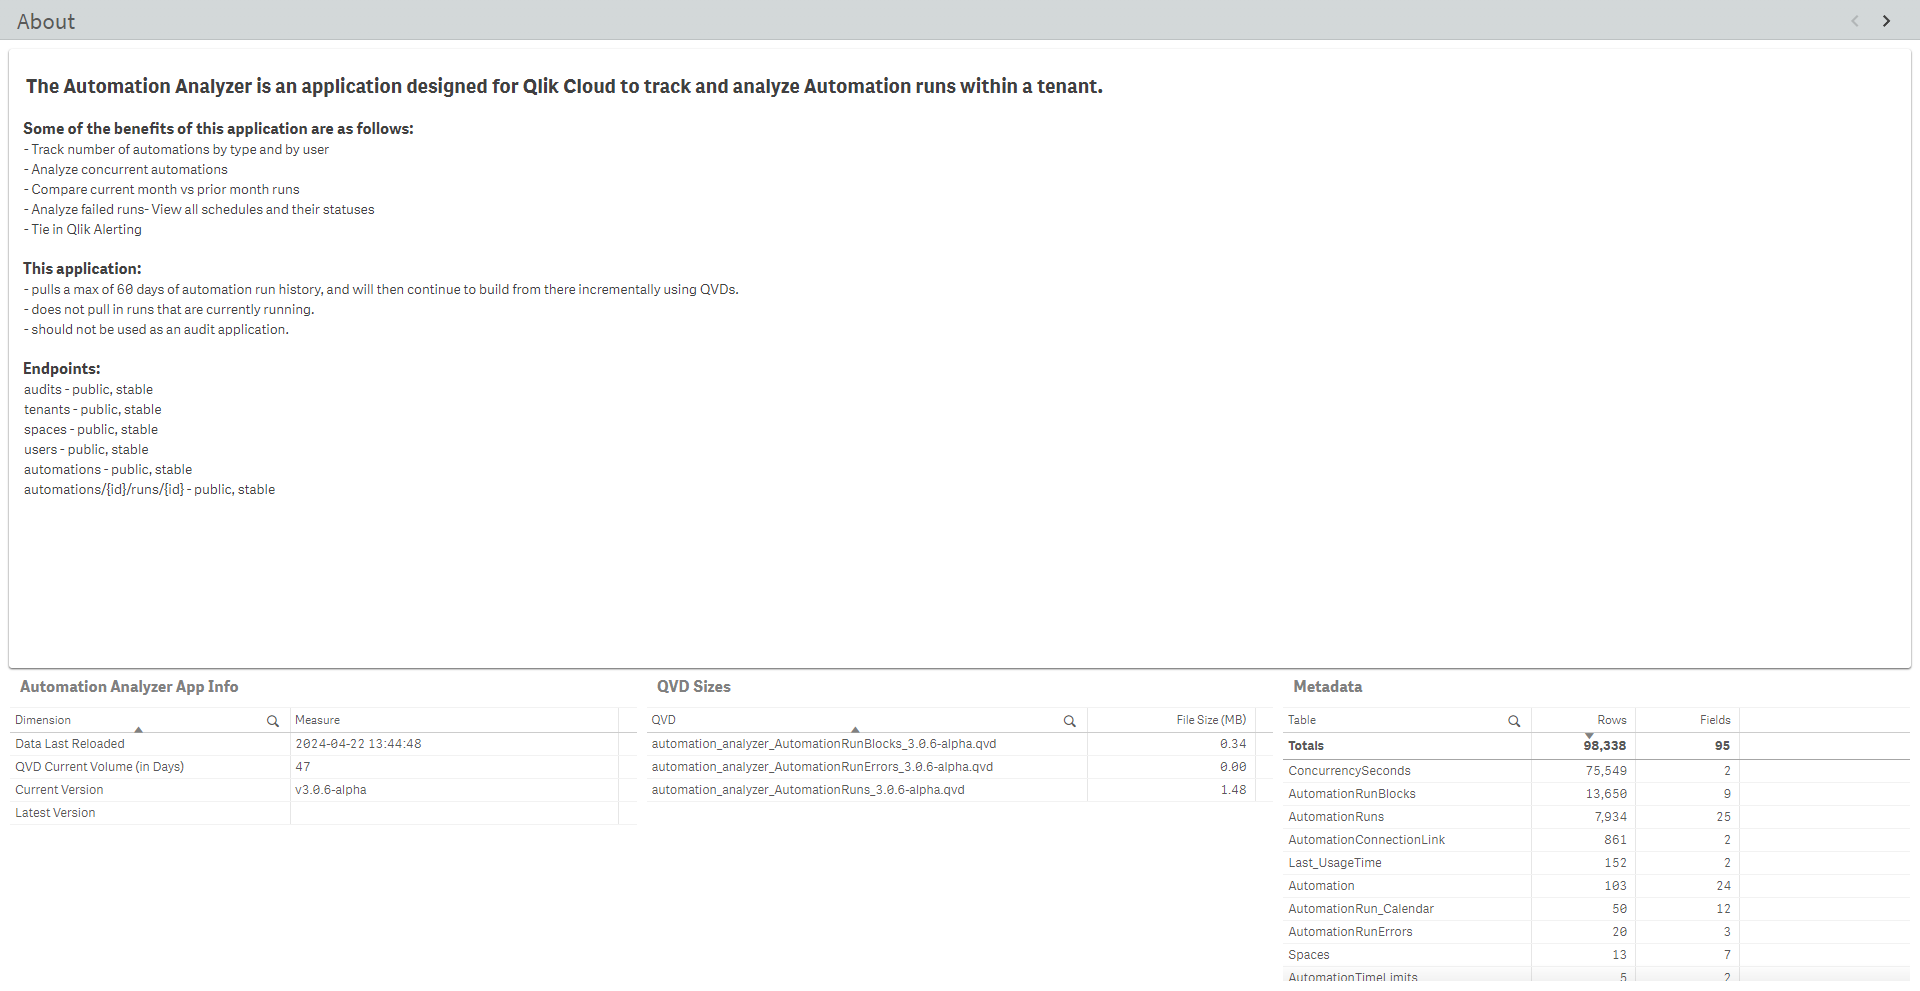 About
The Automation Analyzer is an application designed for Qlik Cloud to track and analyze Automation runs within a tenant.
Some of the benefits of this application are as follows:
- Track number of automations by type and by user
- Analyze concurrent automations
- Compare current month vs prior month runs
- Analyze failed runs- View all schedules and their statuses
- Tie in Qlik Alerting
This application:
- pulls a max of 60 days of automation run history, and will then continue to build from there incrementally using QVDs.
- does not pull in runs that are currently running.
- should not be used as an audit application.
Endpoints:
audits - public, stable
tenants - public, stable
spaces - public, stable
users - public, stable
automations - public, stable
automations/{id}/runs/{id} - public, stable
Automation Analyzer App Info
Dimension Measure
Data Last Reloaded 2024-04-22 13:44:48
QVD Current Volume (in Days) 47
Current Version v3.0.6-alpha
Latest Version
QVD Sizes
QVD File Size (MB)
automation_analyzer_AutomationRunBlocks_3.0.6-alpha.qvd 0.34
automation_analyzer_AutomationRunErrors_3.0.6-alpha.qvd 0.00
automation_analyzer_AutomationRuns_3.0.6-alpha.qvd 1.48
Metadata
Table Rows Fields
Totals 98,338 95
ConcurrencySeconds 75,549 2
AutomationRunBlocks 13,650 9
AutomationRuns 7,934 25
AutomationConnectionLink 861 2
Last_UsageTime 152 2
Automation 103 24
AutomationRun_Calendar 50 12
AutomationRunErrors 20 3
Spaces 13 7
AutomationTimeLimits 5 2